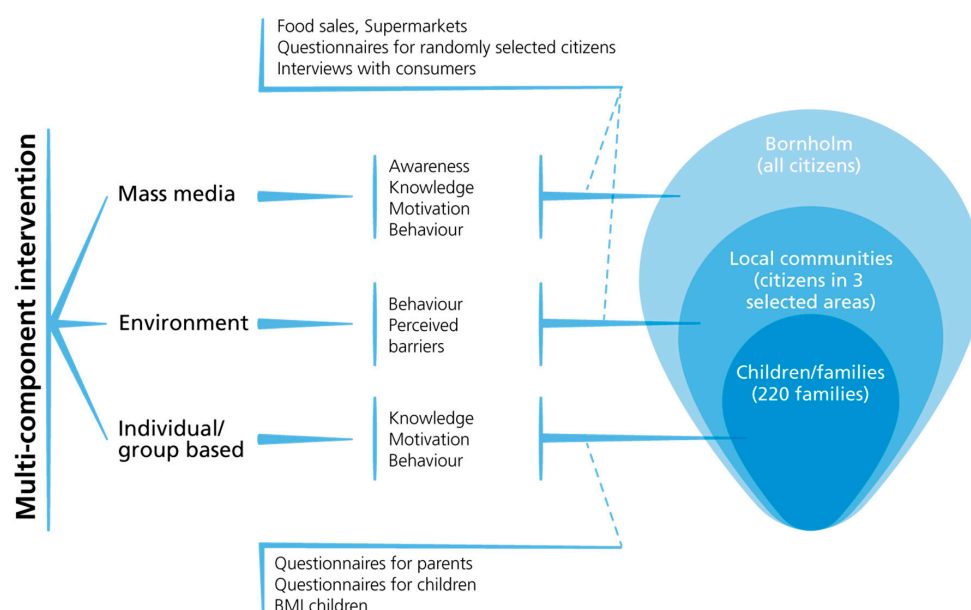 Food sales, Supermarkets
Questionnaires for randomly selected citizens
Interviews with consumers
Multi-component intervention
Mass media
Awareness
Knowledge
Motivation
Behaviour
Bornholm
(all citizens)
Environment
Behaviour
Perceived
barriers
Local communities
(citizens in 3
selected areas)
Individual/
group based
Knowledge
Motivation
Behaviour
Children/families
(220 families)
Questionnaires for parents
Questionnaires for children
BMI children